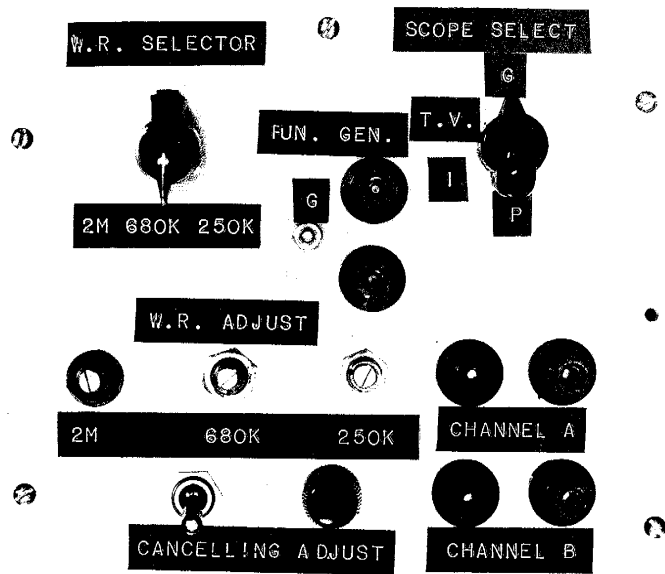 W.R. SELECTOR
SCOPE SELECT
G
T.V.
FUN. GEN.
I
G
P
2M 680K 250K
W.R. ADJUST
2M 680K 250K
CHANNEL A
CANCELLING ADJUST
CHANNEL B